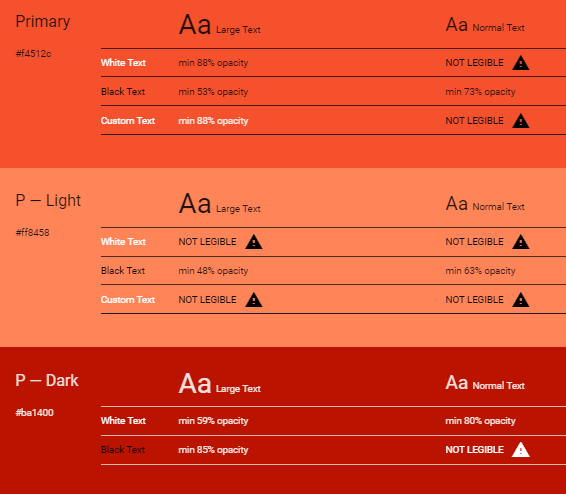 Primary
Aa Large Text
Aa Normal Text
#f4512c
White Text min 88% opacity NOT LEGIBLE
Black Text min 53% opacity min 73% opacity
Custom Text min 88% opacity NOT LEGIBLE
P — Light
Aa Large Text
Aa Normal Text
#ff8458
White Text NOT LEGIBLE NOT LEGIBLE
Black Text min 48% opacity min 63% opacity
Custom Text NOT LEGIBLE NOT LEGIBLE
P — Dark
Aa Large Text
Aa Normal Text
#ba1400
White Text min 59% opacity min 80% opacity
Black Text min 85% opacity NOT LEGIBLE